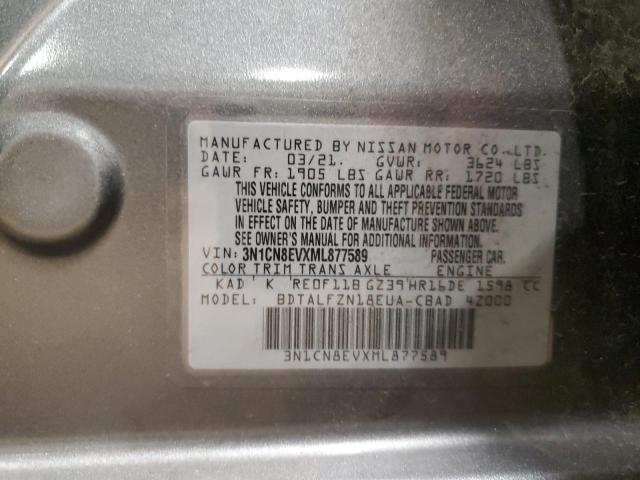 MANUFACTURED BY NISSAN MOTOR CO.,LTD.
DATE: 03/21. GVWR: 3624 LBS
GAWR FR: 1905 LBS GAWR RR: 1720 LBS
THIS VEHICLE CONFORMS TO ALL APPLICABLE FEDERAL MOTOR
VEHICLE SAFETY, BUMPER AND THEFT PREVENTION STANDARDS
IN EFFECT ON THE DATE OF MANUFACTURE SHOWN ABOVE.
SEE OWNER'S MANUAL FOR ADDITIONAL INFORMATION.
VIN: 3N1CN8EVXML877589 PASSENGER CAR.
COLOR TRIM TRANS AXLE ENGINE
KAD ' K 'RE0F11B GZ39'HR16DE 1598 CC
MODEL: BDTALFZN18EUA-CBAD 4Z000
3N1CN8EVXML877589